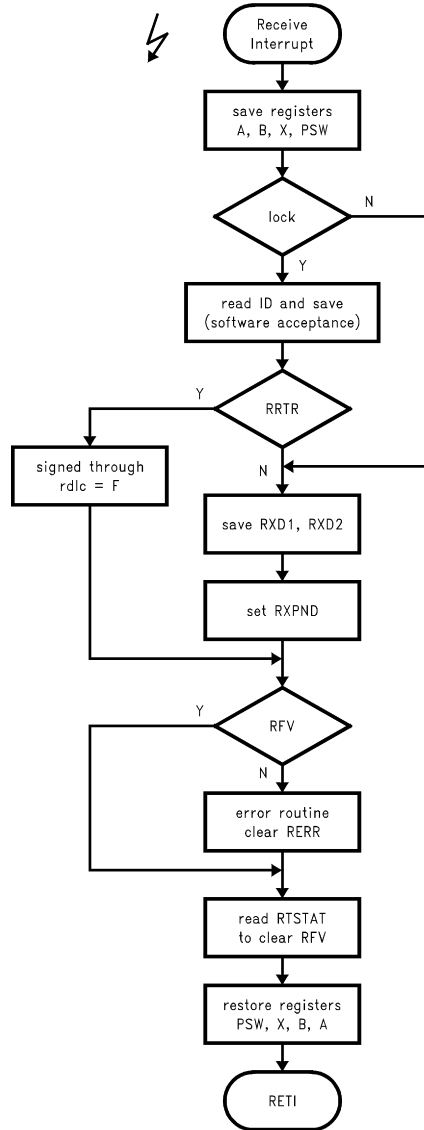 Receive
Interrupt
save registers
A, B, X, PSW
lock
N
Y
read ID and save
(software acceptance)
Y
RRTR
signed through
rdlc = F
N
save RXD1, RXD2
set RXPND
Y
RFV
N
error routine
clear RERR
read RTSTAT
to clear RFV
restore registers
PSW, X, B, A
RETI